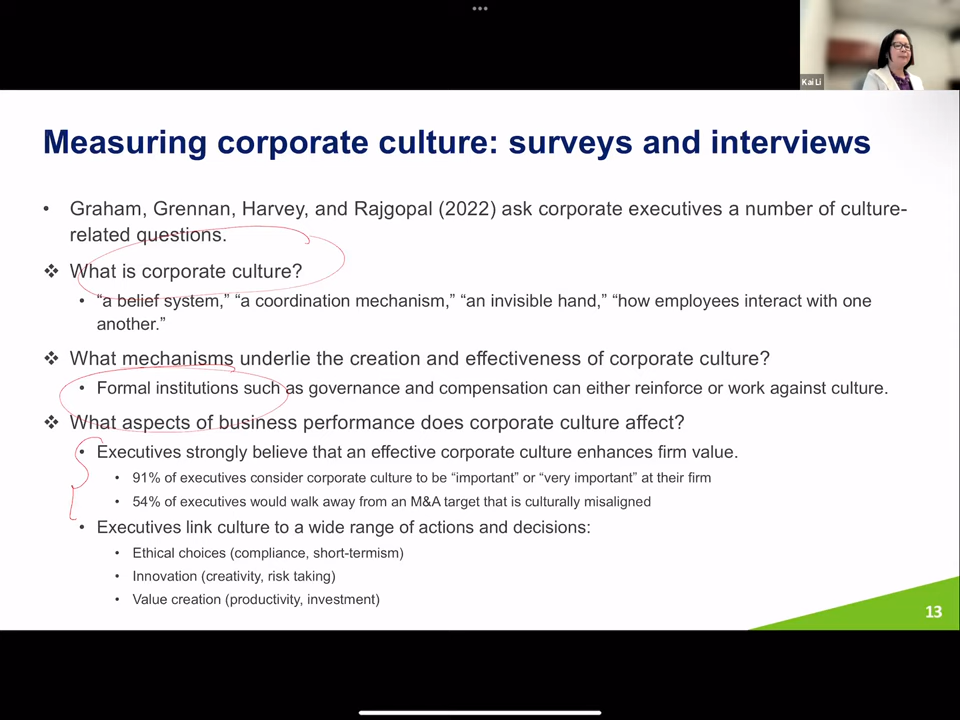 Kai Li
Measuring corporate culture: surveys and interviews
• Graham, Grennan, Harvey, and Rajgopal (2022) ask corporate executives a number of culture-
related questions.
❖ What is corporate culture?
• “a belief system,” “a coordination mechanism,” “an invisible hand,” “how employees interact with one
another.”
❖ What mechanisms underlie the creation and effectiveness of corporate culture?
• Formal institutions such as governance and compensation can either reinforce or work against culture.
❖ What aspects of business performance does corporate culture affect?
• Executives strongly believe that an effective corporate culture enhances firm value.
• 91% of executives consider corporate culture to be “important” or “very important” at their firm
• 54% of executives would walk away from an M&A target that is culturally misaligned
• Executives link culture to a wide range of actions and decisions:
• Ethical choices (compliance, short-termism)
• Innovation (creativity, risk taking)
• Value creation (productivity, investment)
13